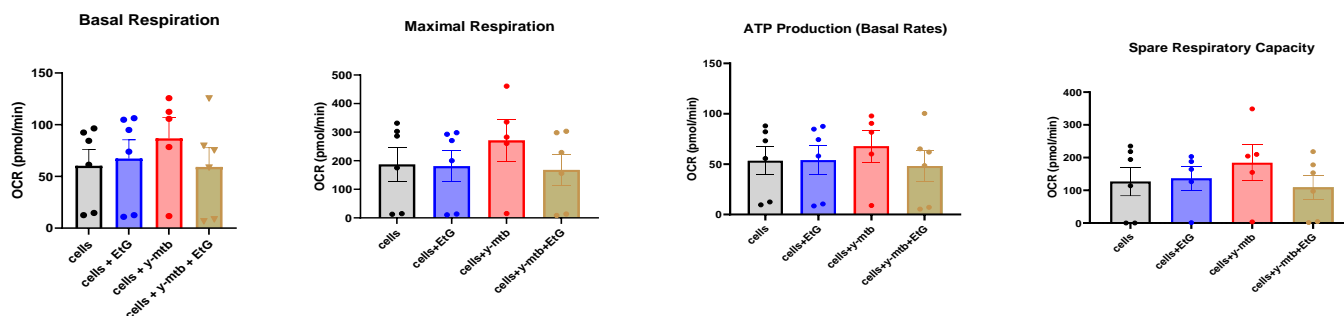 Basal Respiration
OCR (pmol/min)
150
100
50
0
cells
cells + EtG
cells + y-mtb
cells + y-mtb + EtG
Maximal Respiration
OCR (pmol/min)
500
400
300
200
100
0
cells
cells+EtG
cells+y-mtb
cells+y-mtb+EtG
ATP Production (Basal Rates)
OCR (pmol/min)
150
100
50
0
cells
cells+EtG
cells+y-mtb
cells+y-mtb+EtG
Spare Respiratory Capacity
OCR (pmol/min)
400
300
200
100
0
cells
cells+EtG
cells+y-mtb
cells+y-mtb+EtG